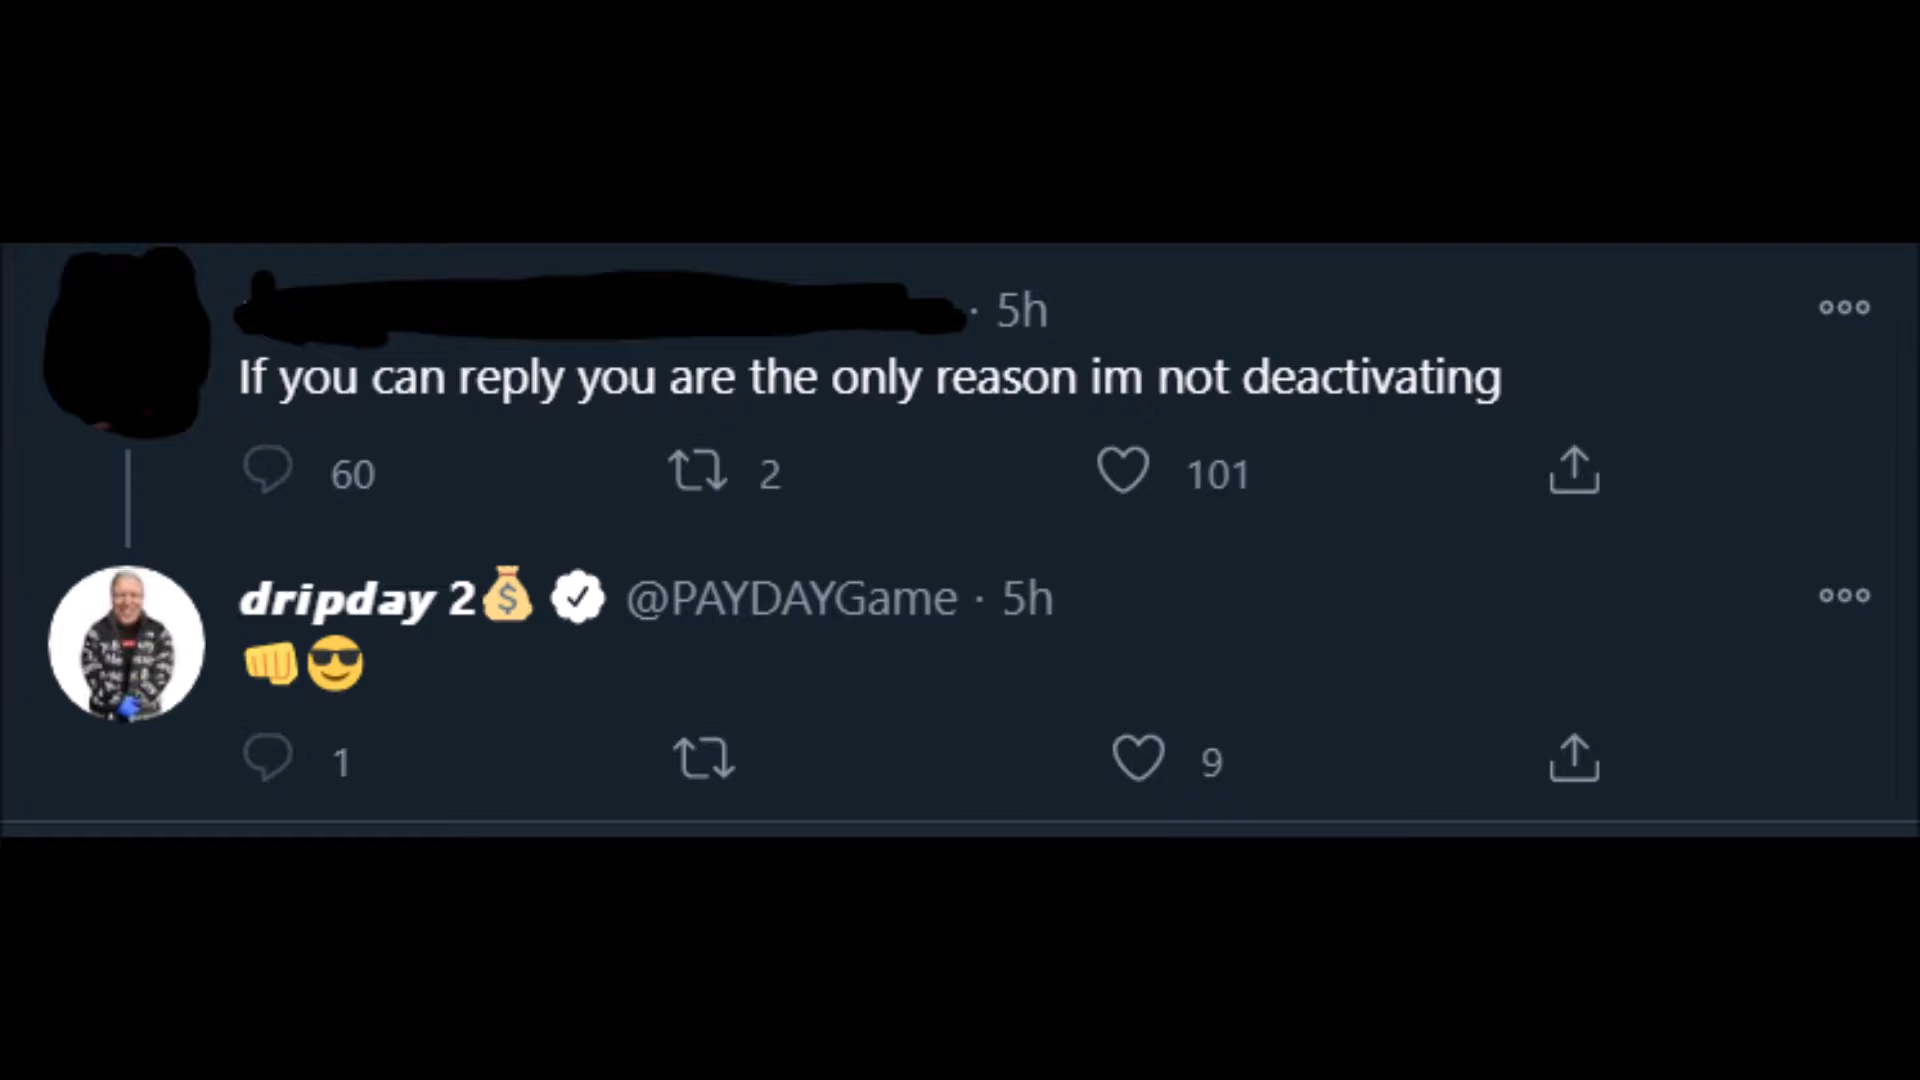 · 5h
If you can reply you are the only reason im not deactivating
60 2 101
dripday 2💰 @PAYDAYGame · 5h
👊😎
1 9